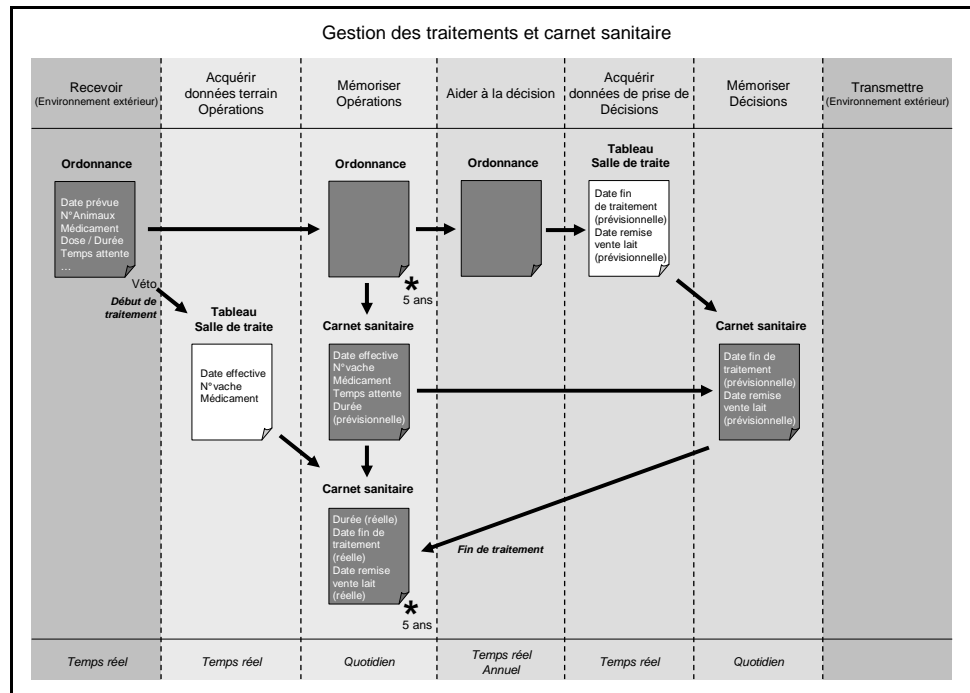 Gestion des traitements et carnet sanitaire
Recevoir
(Environnement extérieur)
Acquérir
données terrain
Opérations
Mémoriser
Opérations
Aider à la décision
Acquérir
données de prise de
Décisions
Mémoriser
Décisions
Transmettre
(Environnement extérieur)
Ordonnance
Date prévue
N°Animaux
Médicament
Dose / Durée
Temps attente
…
Véto
Début de
traitement
Ordonnance
*
5 ans
Ordonnance
Tableau
Salle de traite
Date fin
de traitement
(prévisionnelle)
Date remise
vente lait
(prévisionnelle)
Tableau
Salle de traite
Date effective
N°vache
Médicament
Carnet sanitaire
Date effective
N°vache
Médicament
Temps attente
Durée
(prévisionnelle)
Carnet sanitaire
Date fin de
traitement
(prévisionnelle)
Date remise
vente lait
(prévisionnelle)
Carnet sanitaire
Durée (réelle)
Date fin de
traitement
(réelle)
Date remise
vente lait
(réelle)
*
5 ans
Fin de traitement
Temps réel
Temps réel
Quotidien
Temps réel
Annuel
Temps réel
Quotidien